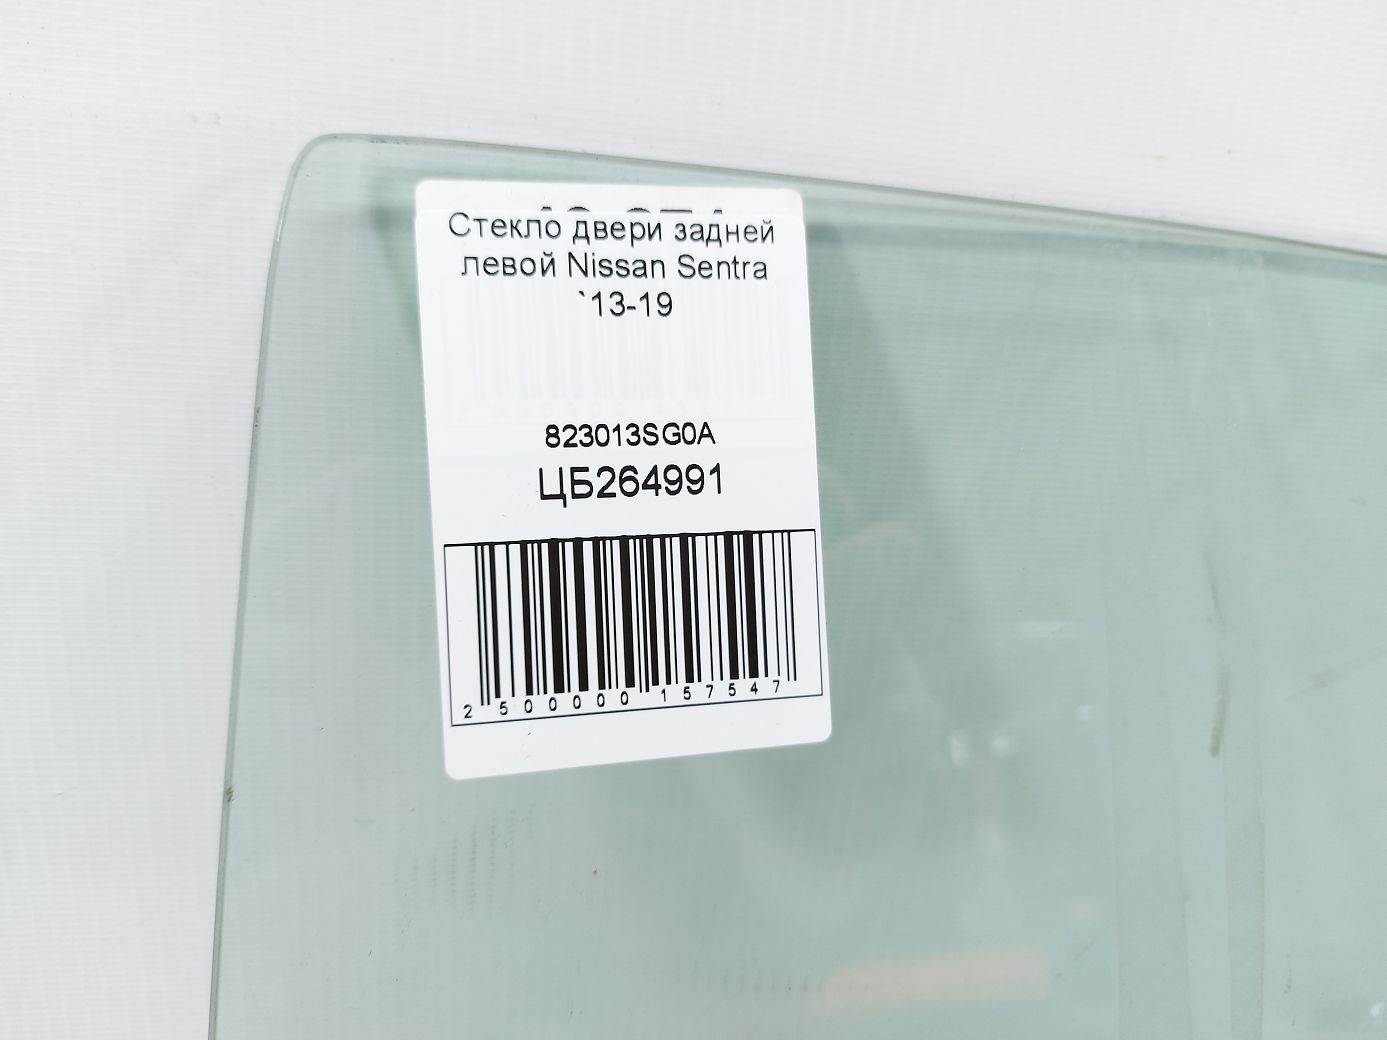 Стекло двери задней
левой Nissan Sentra
`13-19
823013SG0A
ЦБ264991
2500000157547